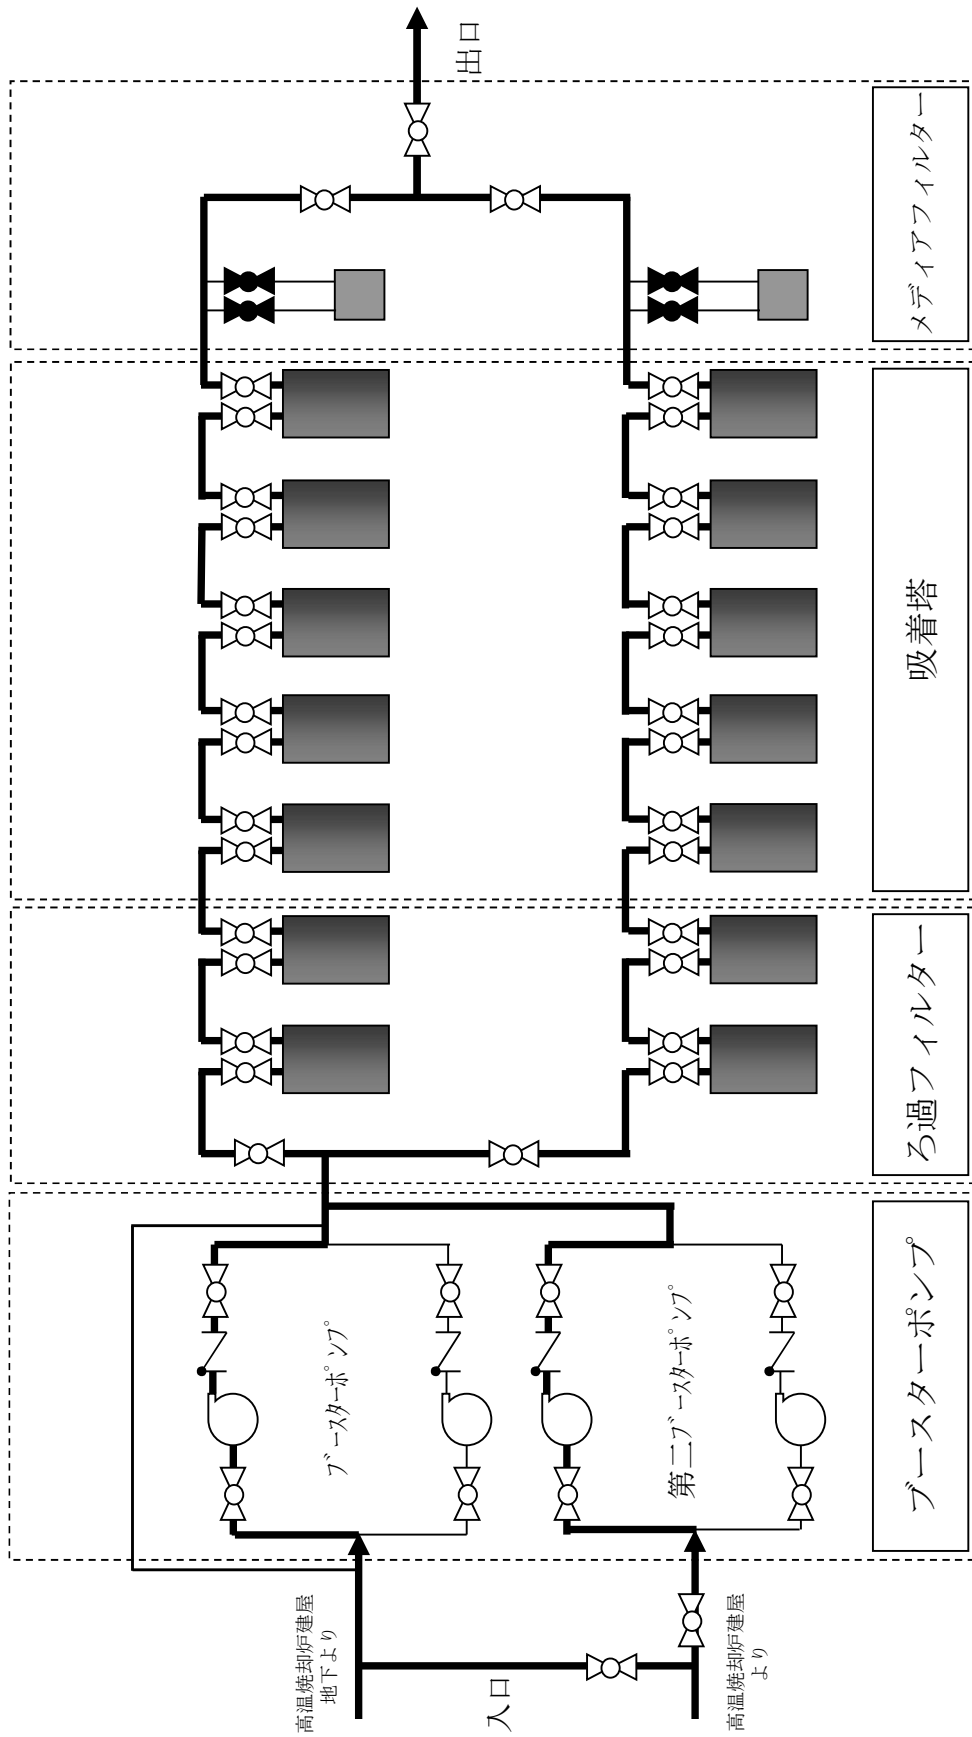 高温焼却炉建屋
地下より
入口
高温焼却炉建屋
より
ブースターポンプ
第二ブースターポンプ
ブースターポンプ
ろ過フィルター
吸着塔
メディアフィルター
出口